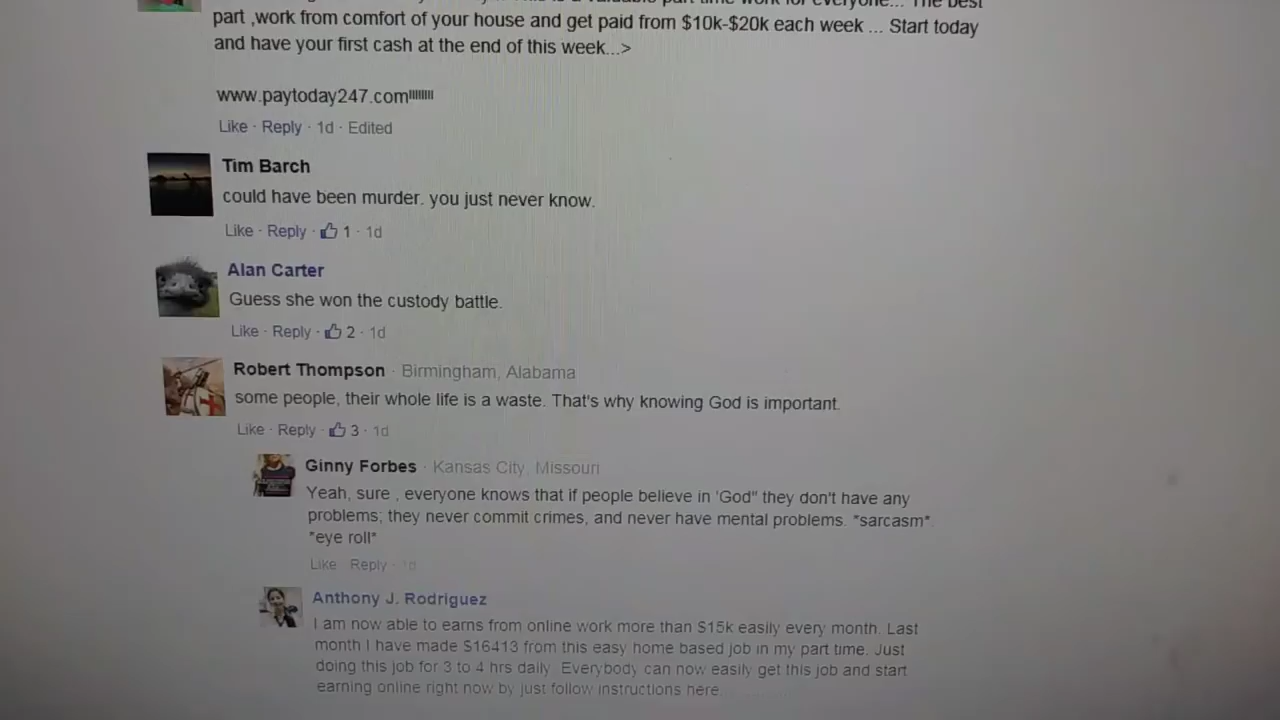 part ,work from comfort of your house and get paid from $10k-$20k each week ... Start today
and have your first cash at the end of this week...>
www.paytoday247.com
Like · Reply · 1d · Edited
Tim Barch
could have been murder. you just never know.
Like · Reply · 1 · 1d
Alan Carter
Guess she won the custody battle.
Like · Reply · 2 · 1d
Robert Thompson · Birmingham, Alabama
some people, their whole life is a waste. That's why knowing God is important.
Like · Reply · 3 · 1d
Ginny Forbes · Kansas City, Missouri
Yeah, sure , everyone knows that if people believe in 'God" they don't have any
problems; they never commit crimes, and never have mental problems. *sarcasm*.
*eye roll*
Like · Reply · 1d
Anthony J. Rodriguez
I am now able to earns from online work more than $15k easily every month. Last
month I have made $16413 from this easy home based job in my part time. Just
doing this job for 3 to 4 hrs daily. Everybody can now easily get this job and start
earning online right now by just follow instructions here.